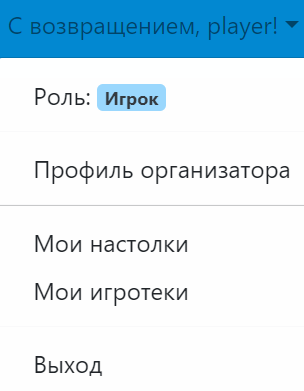 С возвращением, player!
Роль: Игрок
Профиль организатора
Мои настолки
Мои игротеки
Выход